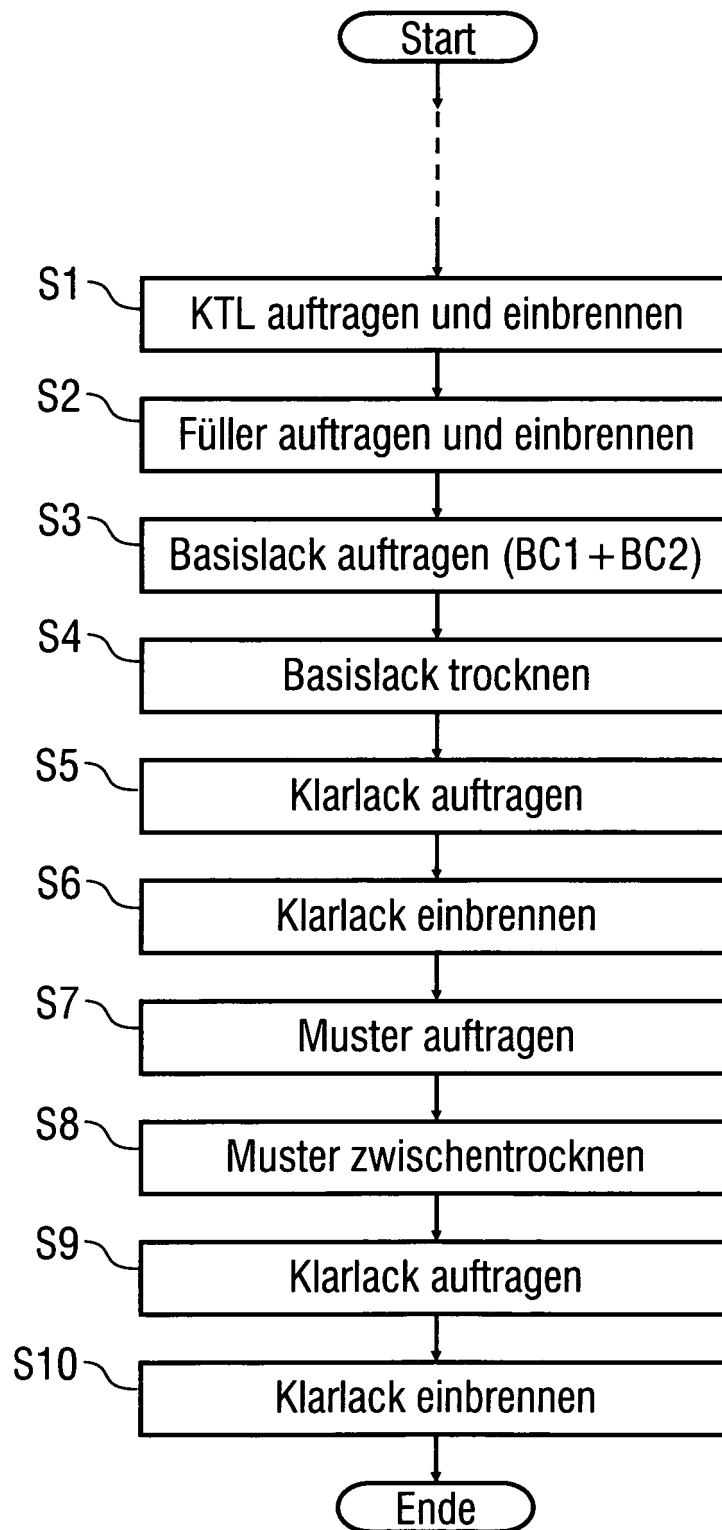 Start
S1
KTL auftragen und einbrennen
S2
Füller auftragen und einbrennen
S3
Basislack auftragen (BC1+BC2)
S4
Basislack trocknen
S5
Klarlack auftragen
S6
Klarlack einbrennen
S7
Muster auftragen
S8
Muster zwischentrocknen
S9
Klarlack auftragen
S10
Klarlack einbrennen
Ende